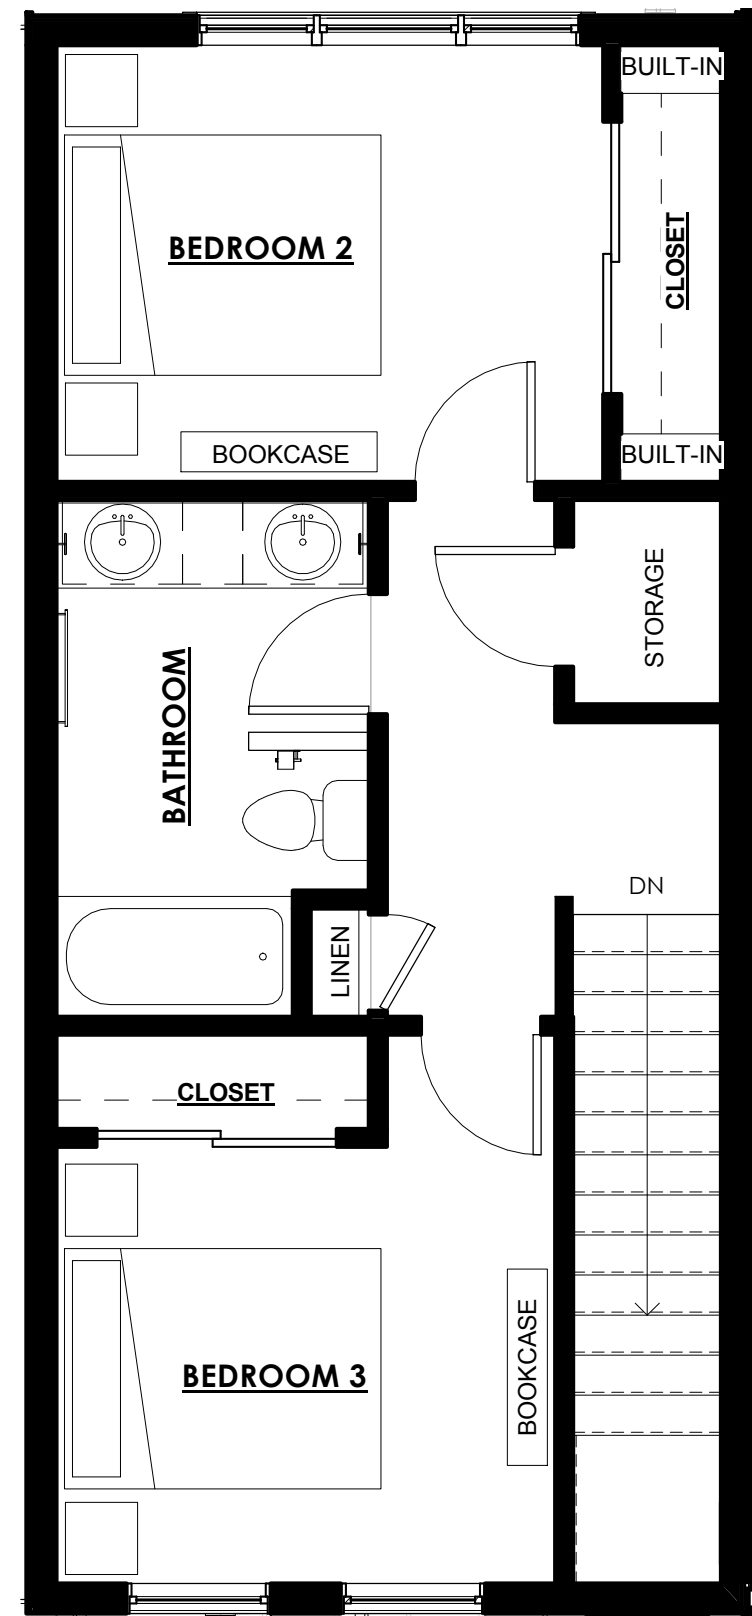 BUILT-IN
BEDROOM 2
CLOSET
BOOKCASE
BUILT-IN
STORAGE
BATHROOM
DN
LINEN
CLOSET
BOOKCASE
BEDROOM 3